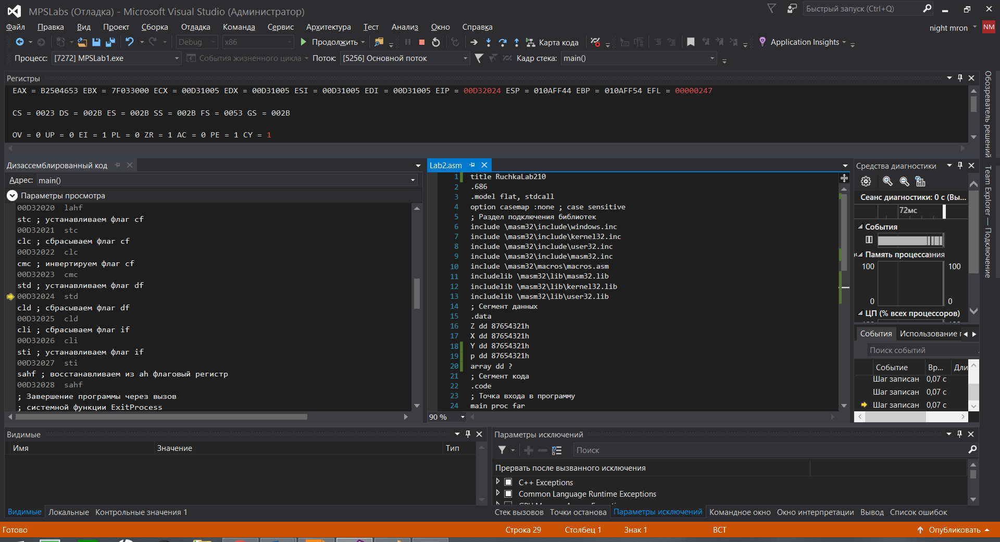 MPSLabs (Отладка) - Microsoft Visual Studio (Администратор)
Быстрый запуск (Ctrl+Q)
Файл Правка Вид Проект Сборка Отладка Команда Сервис Архитектура Тест Анализ Окно Справка
night mron NM
Debug x86 Продолжить Карта кода Application Insights
Процесс: [7272] MPSLab1.exe События жизненного цикла Поток: [5256] Основной поток Кадр стека: main()
Регистры
EAX = B2504653 EBX = 7F033000 ECX = 00D31005 EDX = 00D31005 ESI = 00D31005 EDI = 00D31005 EIP = 00D32024 ESP = 010AFF44 EBP = 010AFF54 EFL = 00000247
CS = 0023 DS = 002B ES = 002B SS = 002B FS = 0053 GS = 002B
OV = 0 UP = 0 EI = 1 PL = 0 ZR = 1 AC = 0 PE = 1 CY = 1
Дизассемблированный код
Адрес: main()
Параметры просмотра
00D32020 lahf
stc ; устанавливаем флаг cf
00D32021 stc
clc ; сбрасываем флаг cf
00D32022 clc
cmc ; инвертируем флаг cf
00D32023 cmc
std ; устанавливаем флаг df
00D32024 std
cld ; сбрасываем флаг df
00D32025 cld
cli ; сбрасываем флаг if
00D32026 cli
sti ; устанавливаем флаг if
00D32027 sti
sahf ; восстанавливаем из ah флаговый регистр
00D32028 sahf
; Завершение программы через вызов
; системной функции ExitProcess
Lab2.asm
1 title RuchkaLab210
2 .686
3 .model flat, stdcall
4 option casemap :none ; case sensitive
5 ; Раздел подключения библиотек
6 include \masm32\include\windows.inc
7 include \masm32\include\kernel32.inc
8 include \masm32\include\user32.inc
9 include \masm32\include\masm32.inc
10 include \masm32\macros\macros.asm
11 includelib \masm32\lib\masm32.lib
12 includelib \masm32\lib\kernel32.lib
13 includelib \masm32\lib\user32.lib
14 ; Сегмент данных
15 .data
16 Z dd 87654321h
17 X dd 87654321h
18 Y dd 87654321h
19 p dd 87654321h
20 array dd ?
21 ; Сегмент кода
22 .code
23 ; Точка входа в программу
24 main proc far
90 %
Средства диагностики
Сеанс диагностики: 0 с (Вы...
72мс
События
Память процесса
100 100
0 0
ЦП (% всех процессоров)
События Использование
Поиск событий
Событие Вр... Дли
Шаг записан 0,07 с
Шаг записан 0,07 с
Шаг записан 0,07 с
Обозреватель решений
Team Explorer — Подключение
Видимые
Имя Значение Тип
Видимые Локальные Контрольные значения 1
Параметры исключений
Поиск
Прервать после вызванного исключения
C++ Exceptions
Common Language Runtime Exceptions
Стек вызовов Точки останова Параметры исключений Командное окно Окно интерпретации Вывод Список ошибок
Готово Строка 29 Столбец 1 Знак 1 ВСТ Опубликовать